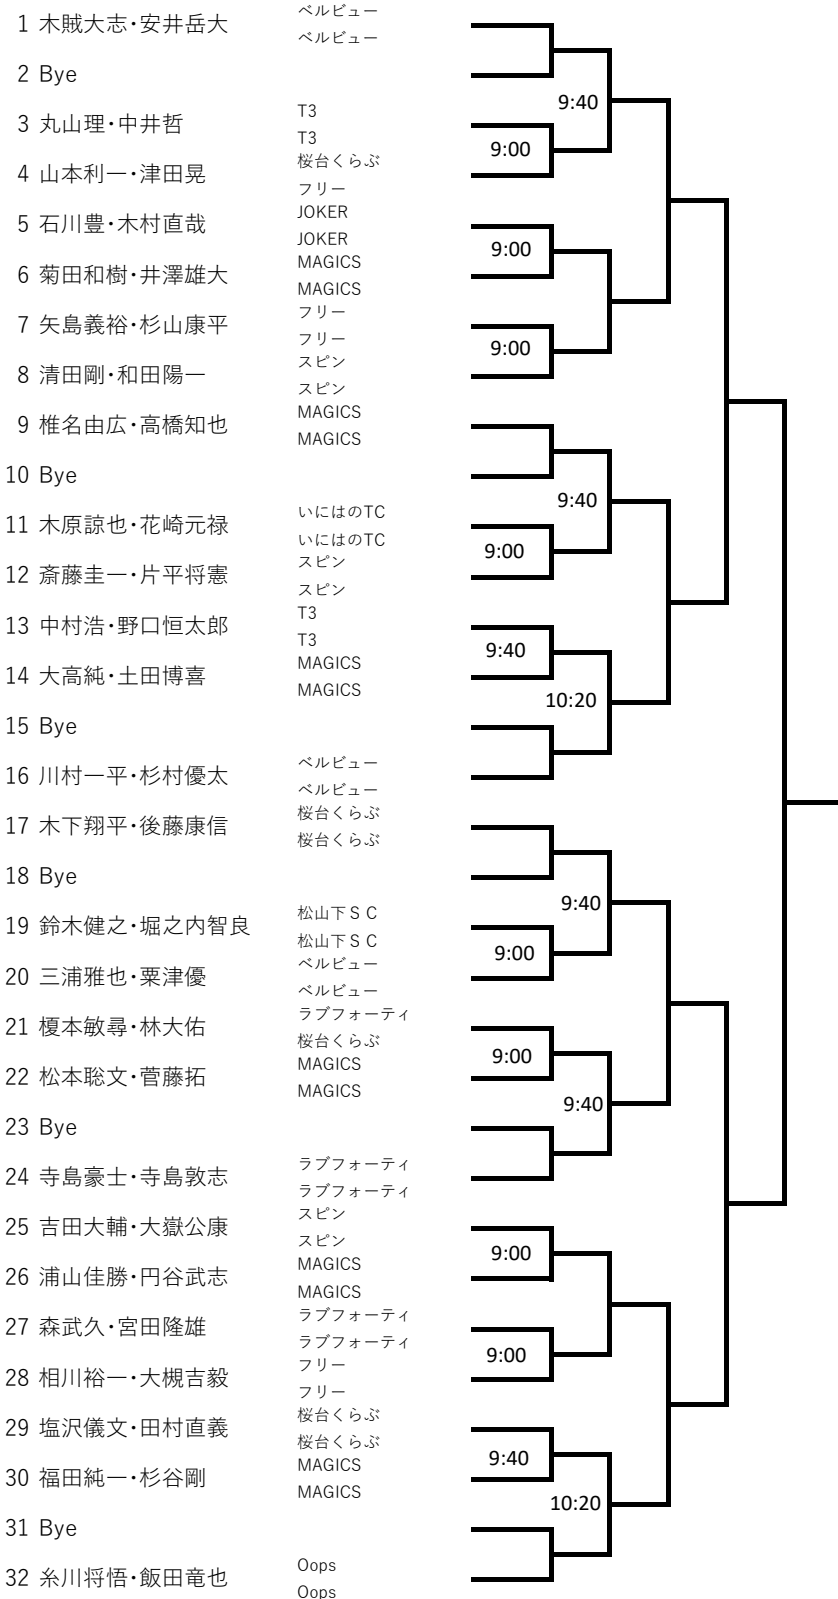 1 木賊大志・安井岳大 ベルビュー
ベルビュー
2 Bye
9:40
3 丸山理・中井哲 T3
T3
9:00
4 山本利一・津田晃 桜台くらぶ
フリー
5 石川豊・木村直哉 JOKER
JOKER
9:00
6 菊田和樹・井澤雄大 MAGICS
MAGICS
7 矢島義裕・杉山康平 フリー
フリー
9:00
8 清田剛・和田陽一 スピン
スピン
9 椎名由広・高橋知也 MAGICS
MAGICS
10 Bye
9:40
11 木原諒也・花崎元禄 いにはのTC
いにはのTC
9:00
12 斎藤圭一・片平将憲 スピン
スピン
13 中村浩・野口恒太郎 T3
T3
9:40
14 大高純・土田博喜 MAGICS
MAGICS
10:20
15 Bye
16 川村一平・杉村優太 ベルビュー
ベルビュー
17 木下翔平・後藤康信 桜台くらぶ
桜台くらぶ
18 Bye
9:40
19 鈴木健之・堀之内智良 松山下ＳＣ
松山下ＳＣ
9:00
20 三浦雅也・粟津優 ベルビュー
ベルビュー
21 榎本敏尋・林大佑 ラブフォーティ
桜台くらぶ
9:00
22 松本聡文・菅藤拓 MAGICS
MAGICS
9:40
23 Bye
24 寺島豪士・寺島敦志 ラブフォーティ
ラブフォーティ
25 吉田大輔・大嶽公康 スピン
スピン
9:00
26 浦山佳勝・円谷武志 MAGICS
MAGICS
27 森武久・宮田隆雄 ラブフォーティ
ラブフォーティ
9:00
28 相川裕一・大槻吉毅 フリー
フリー
29 塩沢儀文・田村直義 桜台くらぶ
桜台くらぶ
9:40
30 福田純一・杉谷剛 MAGICS
MAGICS
10:20
31 Bye
32 糸川将悟・飯田竜也 Oops
Oops